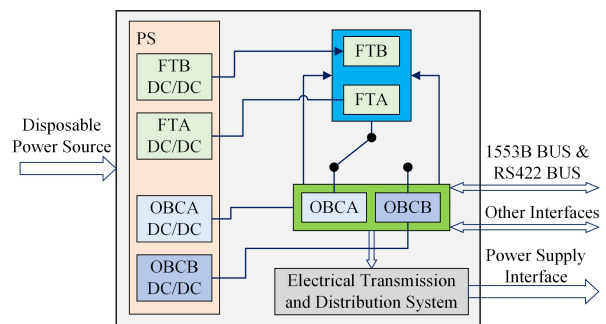 PS
FTB
DC/DC
FTA
DC/DC
OBCA
DC/DC
OBCB
DC/DC
FTB
FTA
OBCA
OBCB
Disposable
Power Source
1553B BUS &
RS422 BUS
Other Interfaces
Power Supply
Interface
Electrical Transmission
and Distribution System